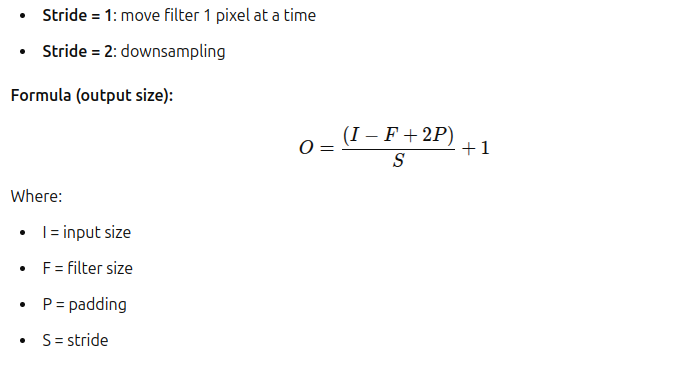 • Stride = 1: move filter 1 pixel at a time
• Stride = 2: downsampling
Formula (output size):
O = (I − F + 2P) / S + 1
Where:
• I = input size
• F = filter size
• P = padding
• S = stride